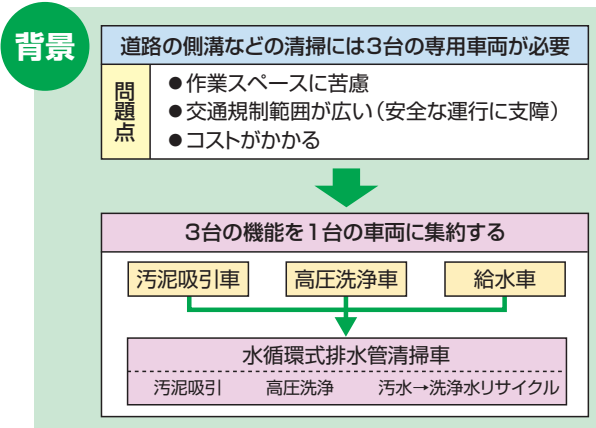 背景
道路の側溝などの清掃には3台の専用車両が必要
問題点
●作業スペースに苦慮
●交通規制範囲が広い(安全な運行に支障)
●コストがかかる
3台の機能を1台の車両に集約する
汚泥吸引車 高圧洗浄車 給水車
水循環式排水管清掃車
汚泥吸引 高圧洗浄 汚水→洗浄水リサイクル